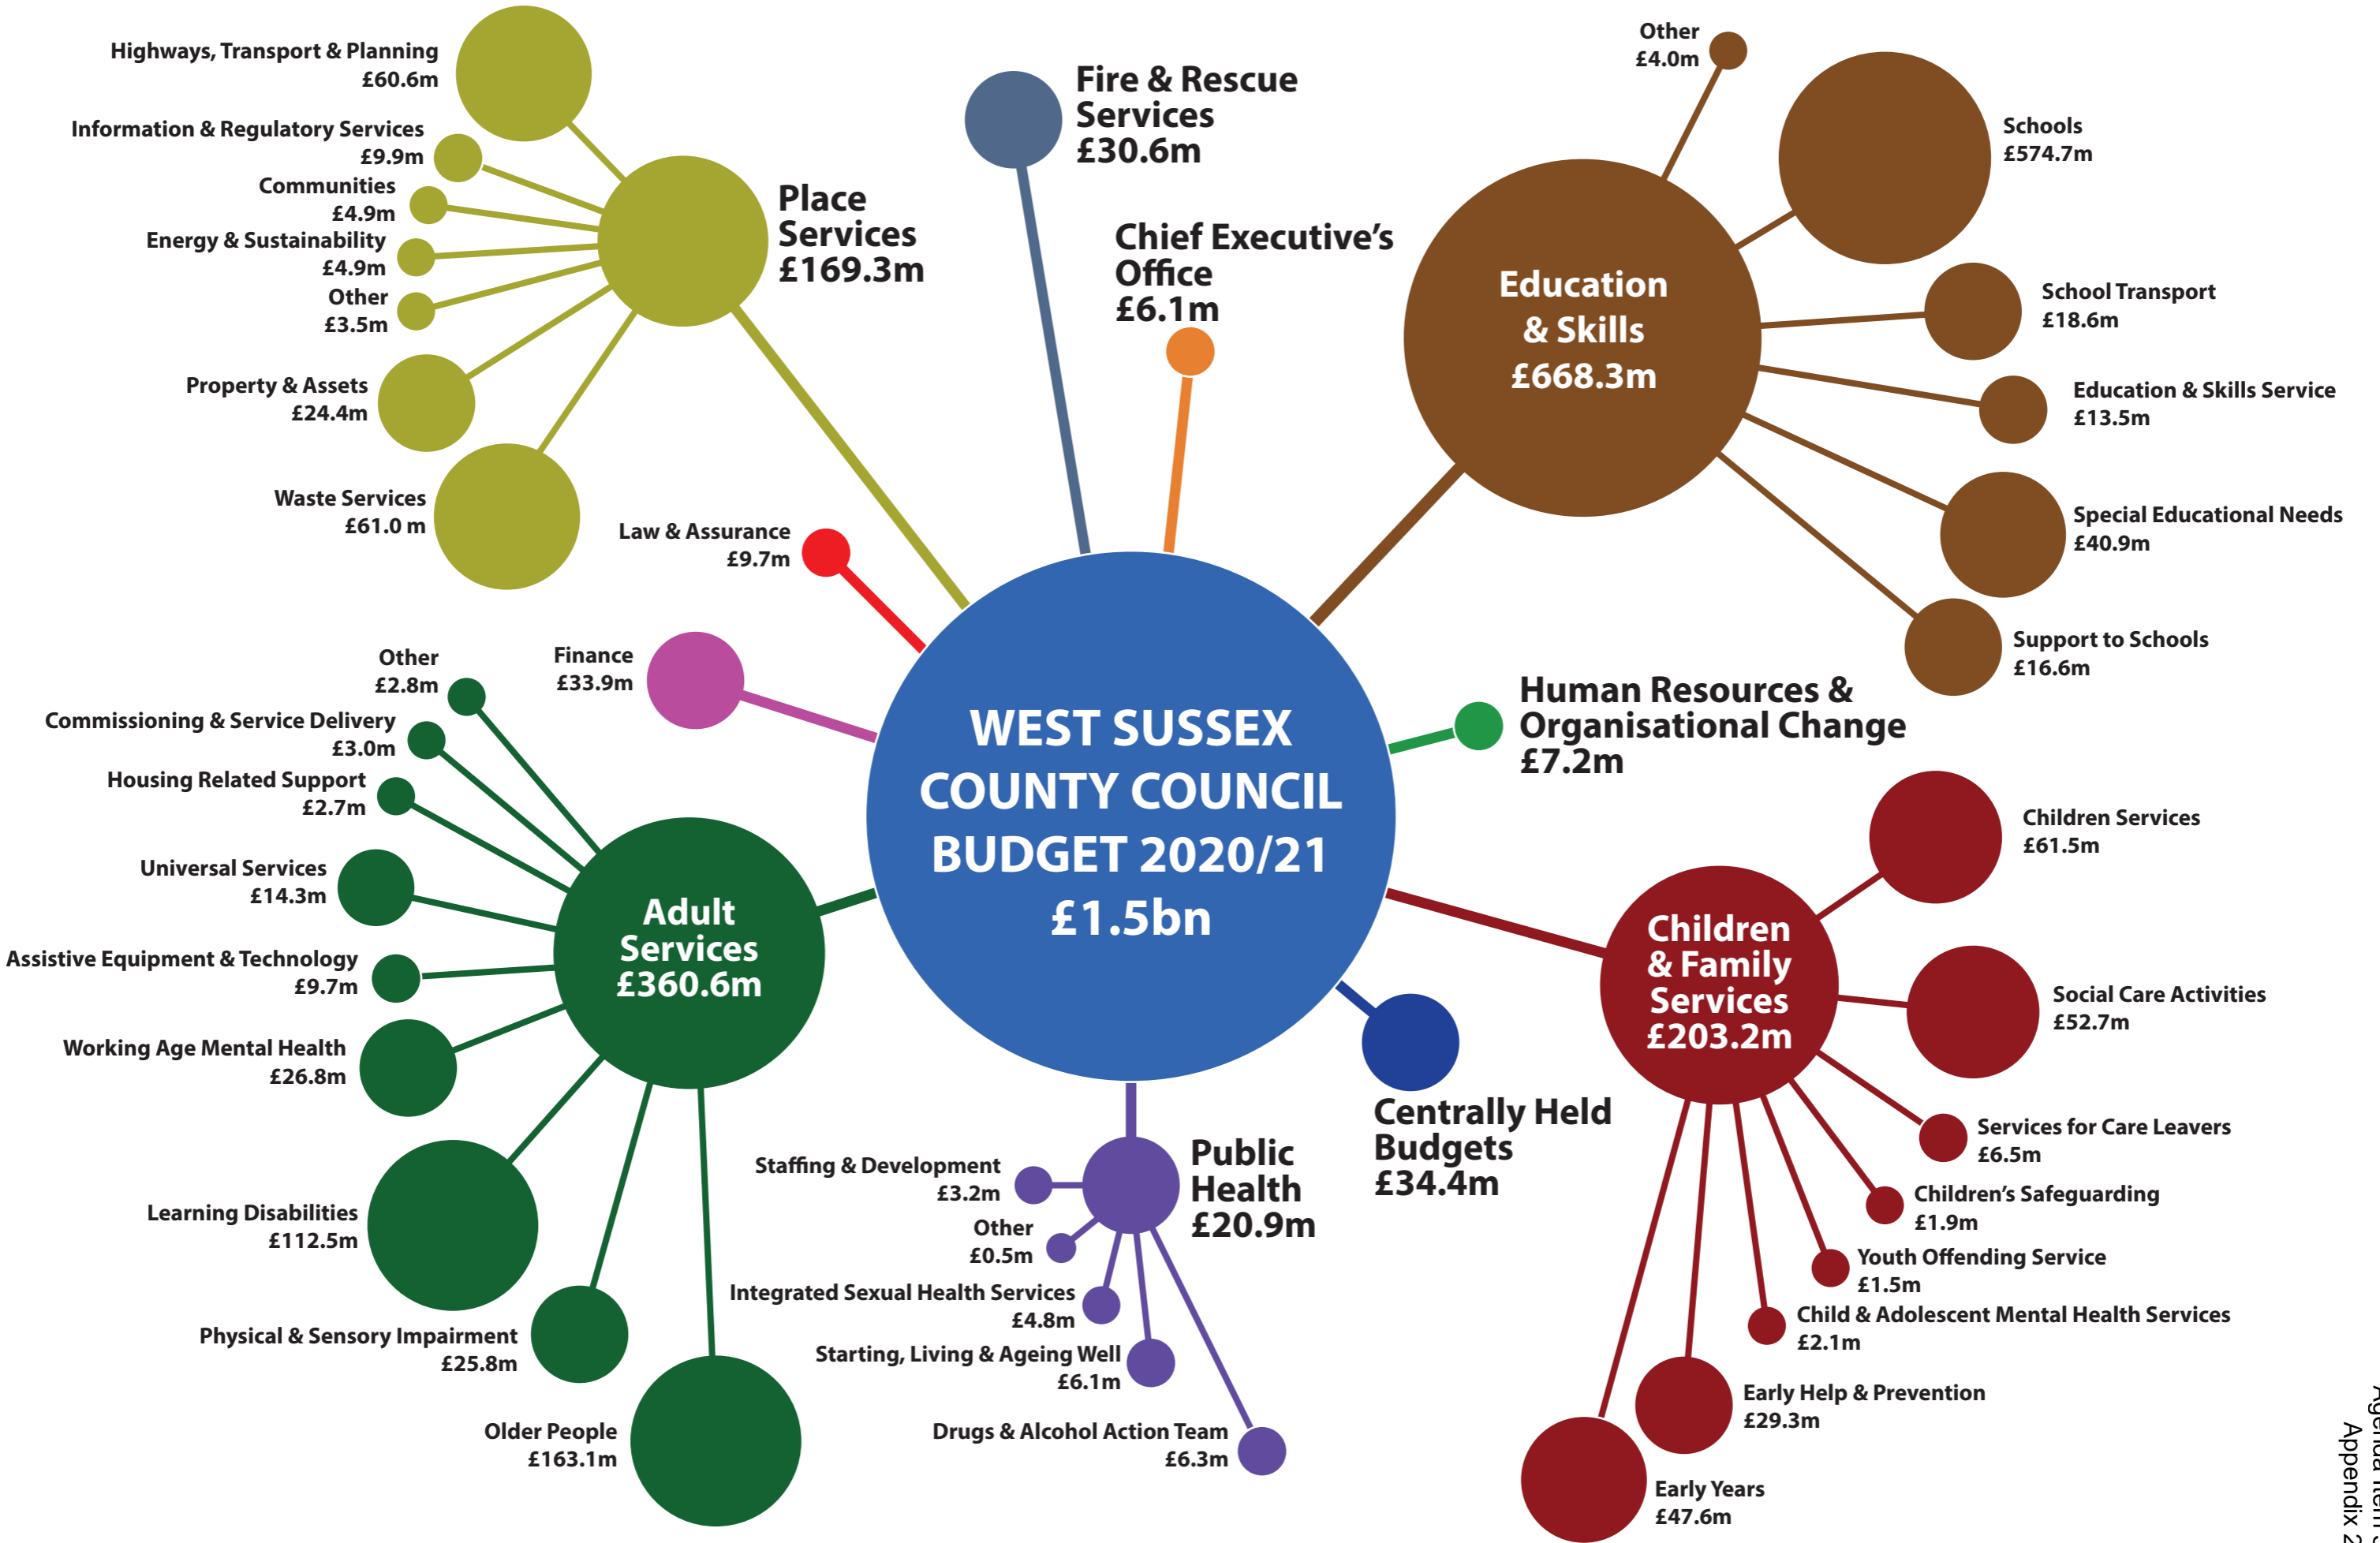 Highways, Transport & Planning
£60.6m
Information & Regulatory Services
£9.9m
Communities
£4.9m
Energy & Sustainability
£4.9m
Other
£3.5m
Property & Assets
£24.4m
Waste Services
£61.0 m
Place
Services
£169.3m
Fire & Rescue
Services
£30.6m
Chief Executive’s
Office
£6.1m
Other
£4.0m
Schools
£574.7m
School Transport
£18.6m
Education & Skills Service
£13.5m
Special Educational Needs
£40.9m
Support to Schools
£16.6m
Education
& Skills
£668.3m
Law & Assurance
£9.7m
Finance
£33.9m
WEST SUSSEX
COUNTY COUNCIL
BUDGET 2020/21
£1.5bn
Human Resources &
Organisational Change
£7.2m
Other
£2.8m
Commissioning & Service Delivery
£3.0m
Housing Related Support
£2.7m
Universal Services
£14.3m
Assistive Equipment & Technology
£9.7m
Working Age Mental Health
£26.8m
Learning Disabilities
£112.5m
Physical & Sensory Impairment
£25.8m
Older People
£163.1m
Adult
Services
£360.6m
Public
Health
£20.9m
Staffing & Development
£3.2m
Other
£0.5m
Integrated Sexual Health Services
£4.8m
Starting, Living & Ageing Well
£6.1m
Drugs & Alcohol Action Team
£6.3m
Centrally Held
Budgets
£34.4m
Children
& Family
Services
£203.2m
Children Services
£61.5m
Social Care Activities
£52.7m
Services for Care Leavers
£6.5m
Children’s Safeguarding
£1.9m
Youth Offending Service
£1.5m
Child & Adolescent Mental Health Services
£2.1m
Early Help & Prevention
£29.3m
Early Years
£47.6m
Agenda Item
Appendix 2